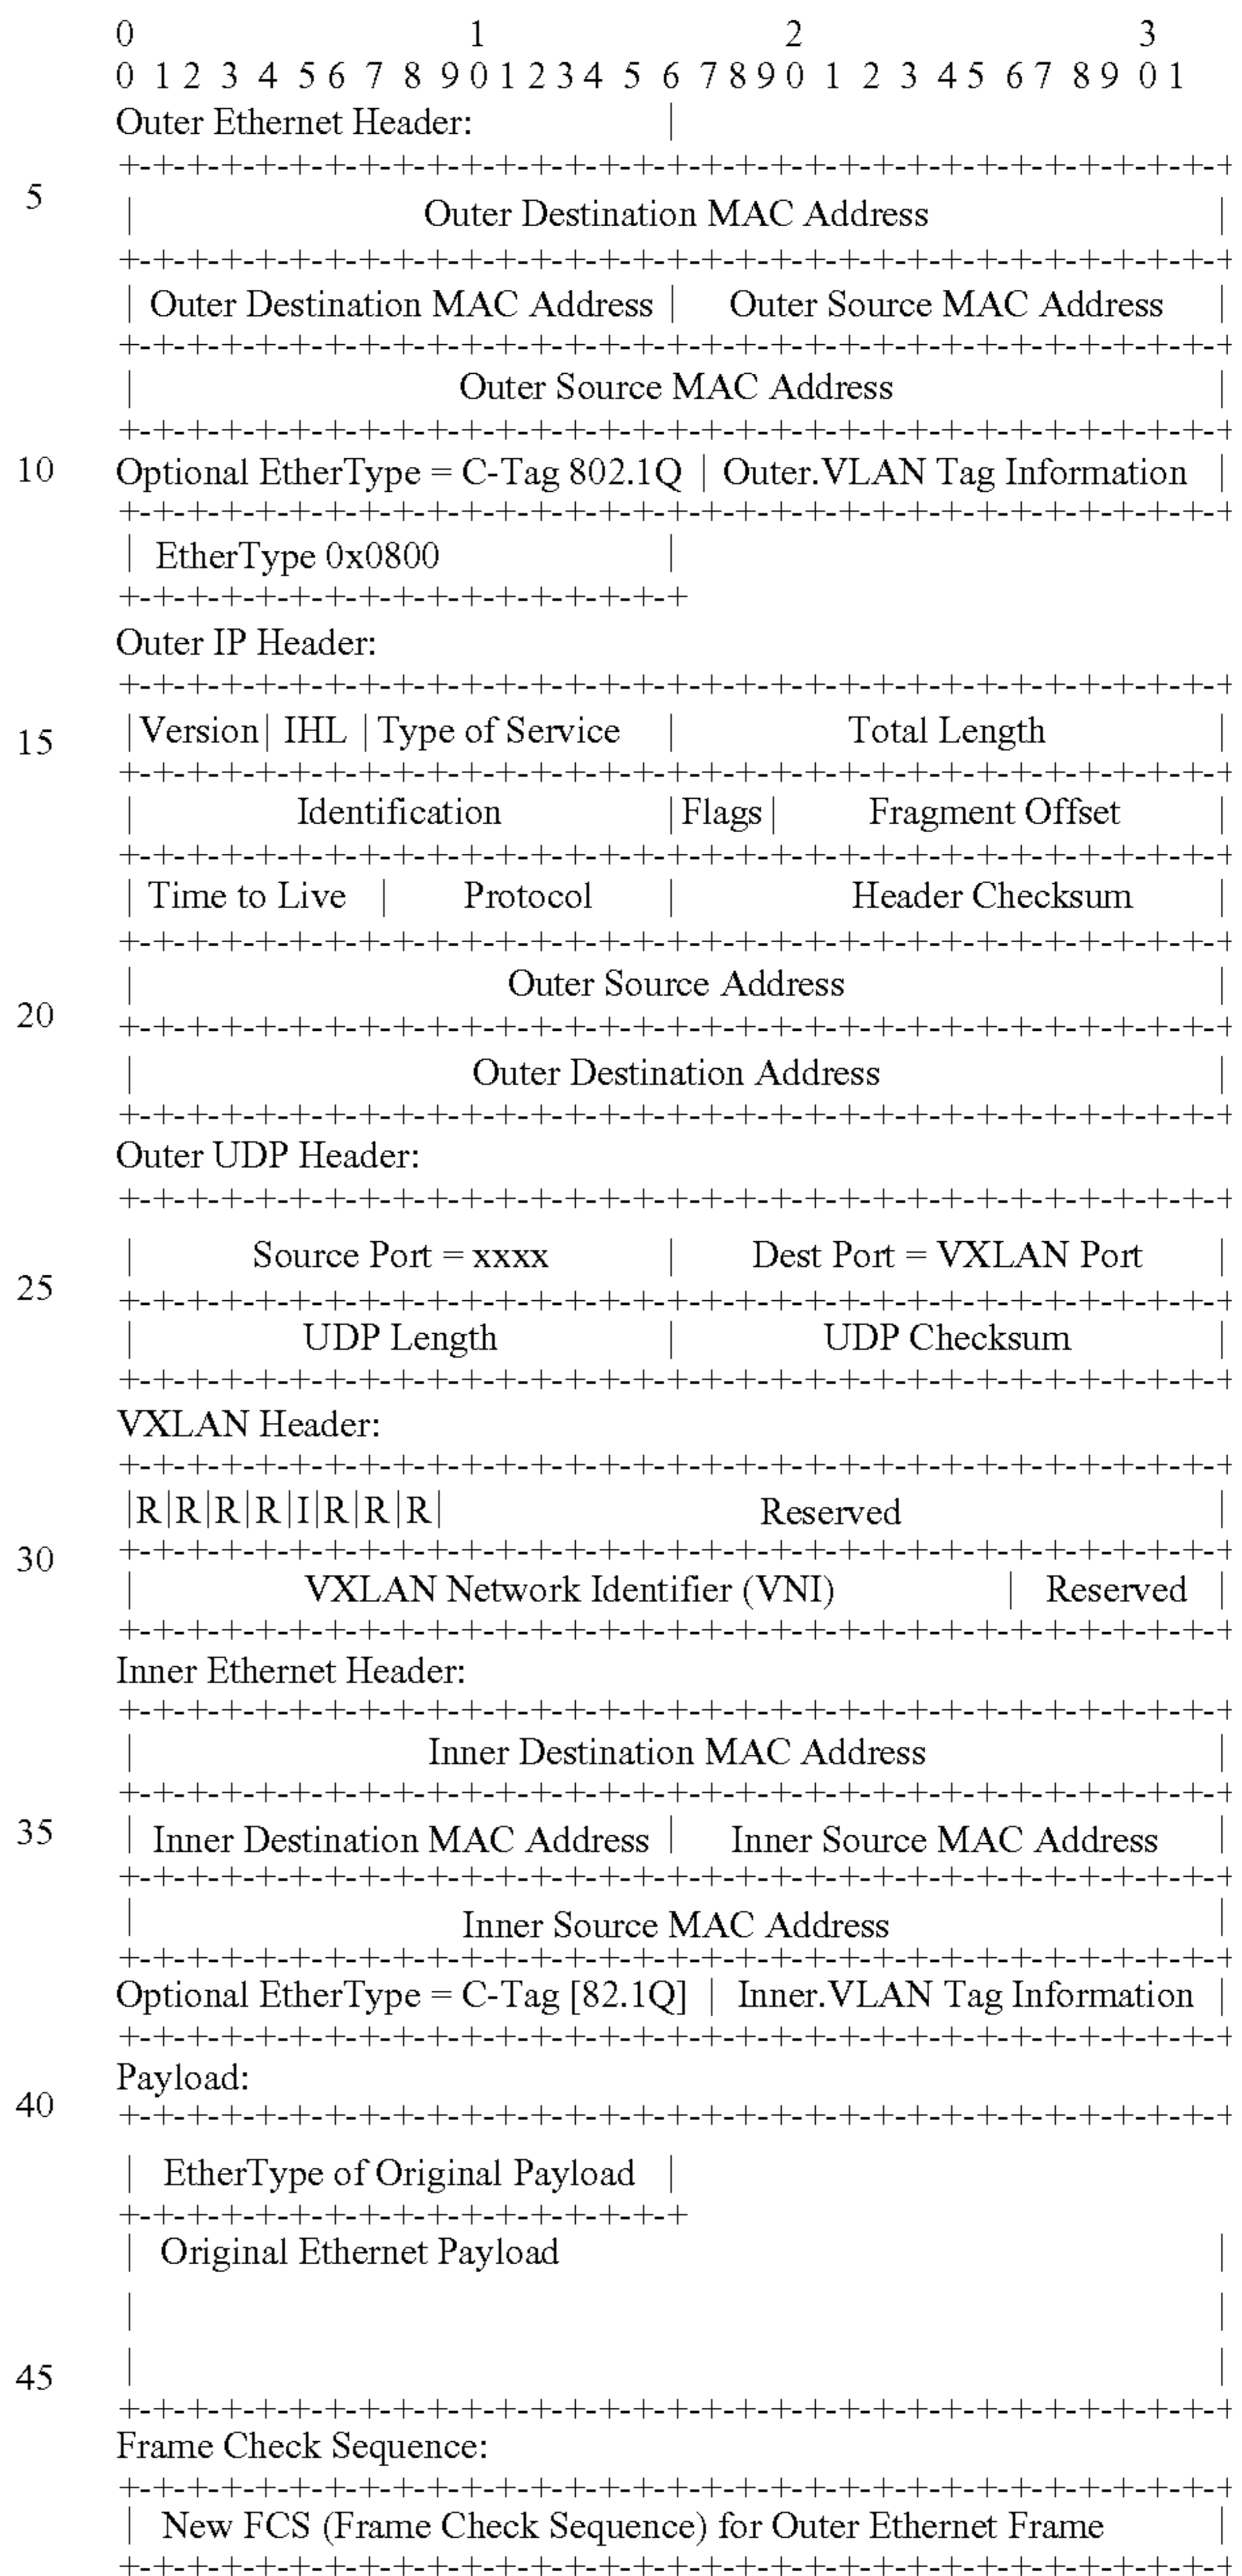 0 1 2 3
0 1 2 3 4 5 6 7 8 9 0 1 2 3 4 5 6 7 8 9 0 1 2 3 4 5 6 7 8 9 0 1
Outer Ethernet Header: |
+-+-+-+-+-+-+-+-+-+-+-+-+-+-+-+-+-+-+-+-+-+-+-+-+-+-+-+-+-+-+-+-+
5
| Outer Destination MAC Address |
+-+-+-+-+-+-+-+-+-+-+-+-+-+-+-+-+-+-+-+-+-+-+-+-+-+-+-+-+-+-+-+-+
| Outer Destination MAC Address | Outer Source MAC Address |
+-+-+-+-+-+-+-+-+-+-+-+-+-+-+-+-+-+-+-+-+-+-+-+-+-+-+-+-+-+-+-+-+
| Outer Source MAC Address |
+-+-+-+-+-+-+-+-+-+-+-+-+-+-+-+-+-+-+-+-+-+-+-+-+-+-+-+-+-+-+-+-+
10 Optional EtherType = C-Tag 802.1Q | Outer.VLAN Tag Information |
+-+-+-+-+-+-+-+-+-+-+-+-+-+-+-+-+-+-+-+-+-+-+-+-+-+-+-+-+-+-+-+-+
| EtherType 0x0800 |
+-+-+-+-+-+-+-+-+-+-+-+-+-+-+-+-+
Outer IP Header:
+-+-+-+-+-+-+-+-+-+-+-+-+-+-+-+-+-+-+-+-+-+-+-+-+-+-+-+-+-+-+-+-+
15 |Version| IHL |Type of Service | Total Length |
+-+-+-+-+-+-+-+-+-+-+-+-+-+-+-+-+-+-+-+-+-+-+-+-+-+-+-+-+-+-+-+-+
| Identification |Flags| Fragment Offset |
+-+-+-+-+-+-+-+-+-+-+-+-+-+-+-+-+-+-+-+-+-+-+-+-+-+-+-+-+-+-+-+-+
| Time to Live | Protocol | Header Checksum |
+-+-+-+-+-+-+-+-+-+-+-+-+-+-+-+-+-+-+-+-+-+-+-+-+-+-+-+-+-+-+-+-+
| Outer Source Address |
20 +-+-+-+-+-+-+-+-+-+-+-+-+-+-+-+-+-+-+-+-+-+-+-+-+-+-+-+-+-+-+-+-+
| Outer Destination Address |
+-+-+-+-+-+-+-+-+-+-+-+-+-+-+-+-+-+-+-+-+-+-+-+-+-+-+-+-+-+-+-+-+
Outer UDP Header:
+-+-+-+-+-+-+-+-+-+-+-+-+-+-+-+-+-+-+-+-+-+-+-+-+-+-+-+-+-+-+-+-+
| Source Port = xxxx | Dest Port = VXLAN Port |
25 +-+-+-+-+-+-+-+-+-+-+-+-+-+-+-+-+-+-+-+-+-+-+-+-+-+-+-+-+-+-+-+-+
| UDP Length | UDP Checksum |
+-+-+-+-+-+-+-+-+-+-+-+-+-+-+-+-+-+-+-+-+-+-+-+-+-+-+-+-+-+-+-+-+
VXLAN Header:
+-+-+-+-+-+-+-+-+-+-+-+-+-+-+-+-+-+-+-+-+-+-+-+-+-+-+-+-+-+-+-+-+
|R|R|R|R|I|R|R|R| Reserved |
30 +-+-+-+-+-+-+-+-+-+-+-+-+-+-+-+-+-+-+-+-+-+-+-+-+-+-+-+-+-+-+-+-+
| VXLAN Network Identifier (VNI) | Reserved |
+-+-+-+-+-+-+-+-+-+-+-+-+-+-+-+-+-+-+-+-+-+-+-+-+-+-+-+-+-+-+-+-+
Inner Ethernet Header:
+-+-+-+-+-+-+-+-+-+-+-+-+-+-+-+-+-+-+-+-+-+-+-+-+-+-+-+-+-+-+-+-+
| Inner Destination MAC Address |
+-+-+-+-+-+-+-+-+-+-+-+-+-+-+-+-+-+-+-+-+-+-+-+-+-+-+-+-+-+-+-+-+
35 | Inner Destination MAC Address | Inner Source MAC Address |
+-+-+-+-+-+-+-+-+-+-+-+-+-+-+-+-+-+-+-+-+-+-+-+-+-+-+-+-+-+-+-+-+
| Inner Source MAC Address |
+-+-+-+-+-+-+-+-+-+-+-+-+-+-+-+-+-+-+-+-+-+-+-+-+-+-+-+-+-+-+-+-+
Optional EtherType = C-Tag [82.1Q] | Inner.VLAN Tag Information |
+-+-+-+-+-+-+-+-+-+-+-+-+-+-+-+-+-+-+-+-+-+-+-+-+-+-+-+-+-+-+-+-+
Payload:
40 +-+-+-+-+-+-+-+-+-+-+-+-+-+-+-+-+-+-+-+-+-+-+-+-+-+-+-+-+-+-+-+-+
| EtherType of Original Payload |
+-+-+-+-+-+-+-+-+-+-+-+-+-+-+-+-+
| Original Ethernet Payload |
| |
45 | |
+-+-+-+-+-+-+-+-+-+-+-+-+-+-+-+-+-+-+-+-+-+-+-+-+-+-+-+-+-+-+-+-+
Frame Check Sequence:
+-+-+-+-+-+-+-+-+-+-+-+-+-+-+-+-+-+-+-+-+-+-+-+-+-+-+-+-+-+-+-+-+
| New FCS (Frame Check Sequence) for Outer Ethernet Frame |
+-+-+-+-+-+-+-+-+-+-+-+-+-+-+-+-+-+-+-+-+-+-+-+-+-+-+-+-+-+-+-+-+